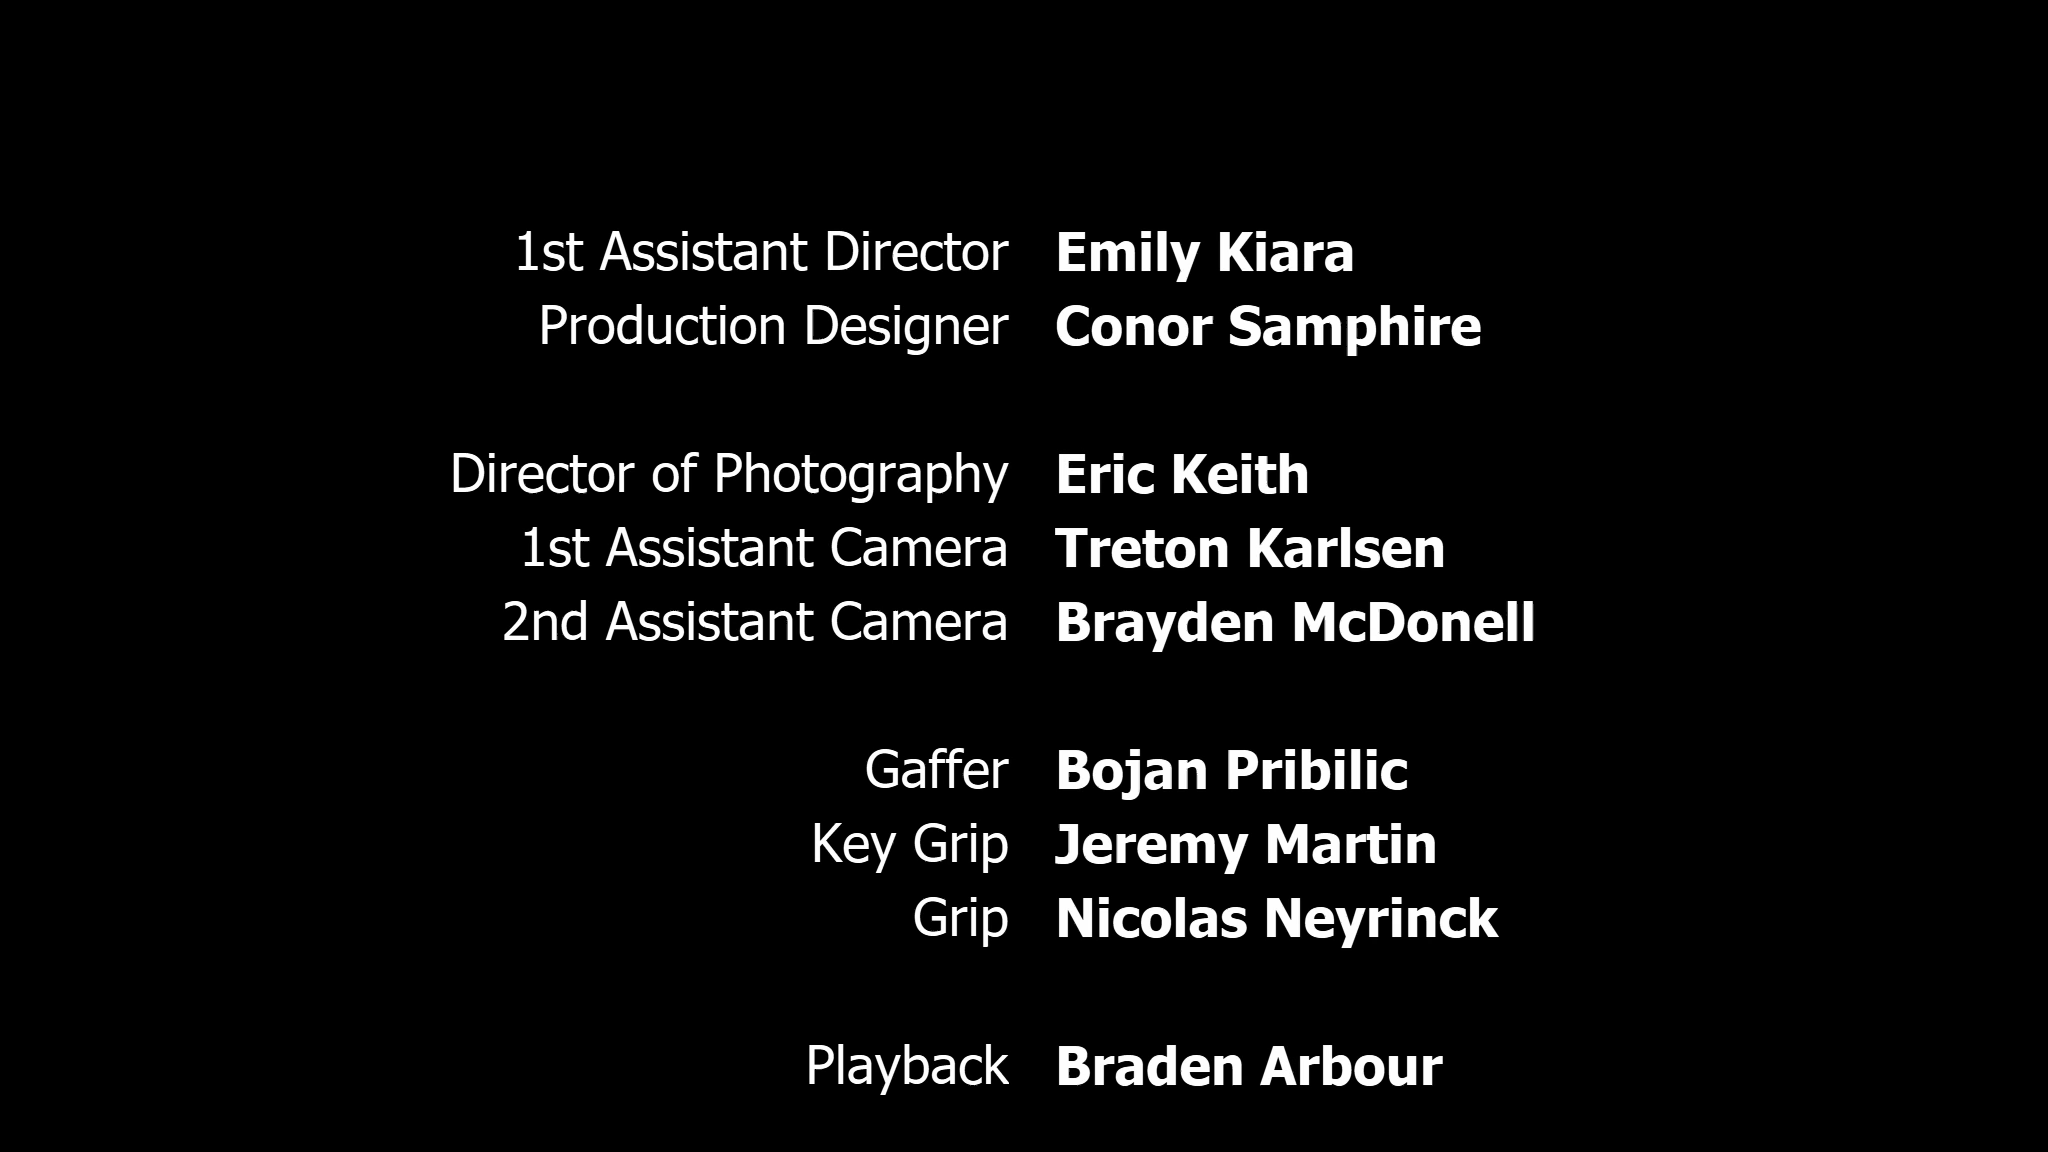 1st Assistant Director Emily Kiara
Production Designer Conor Samphire
Director of Photography Eric Keith
1st Assistant Camera Treton Karlsen
2nd Assistant Camera Brayden McDonell
Gaffer Bojan Pribilic
Key Grip Jeremy Martin
Grip Nicolas Neyrinck
Playback Braden Arbour